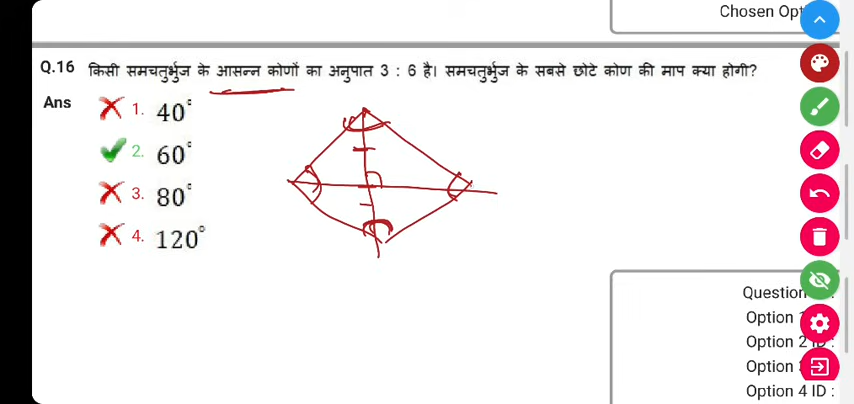 Chosen Opt
Q.16 किसी समचतुर्भुज के आसन्न कोणों का अनुपात 3 : 6 है। समचतुर्भुज के सबसे छोटे कोण की माप क्या होगी?
Ans
1. 40°
2. 60°
3. 80°
4. 120°
Question
Option
Option 2 ID :
Option
Option 4 ID :